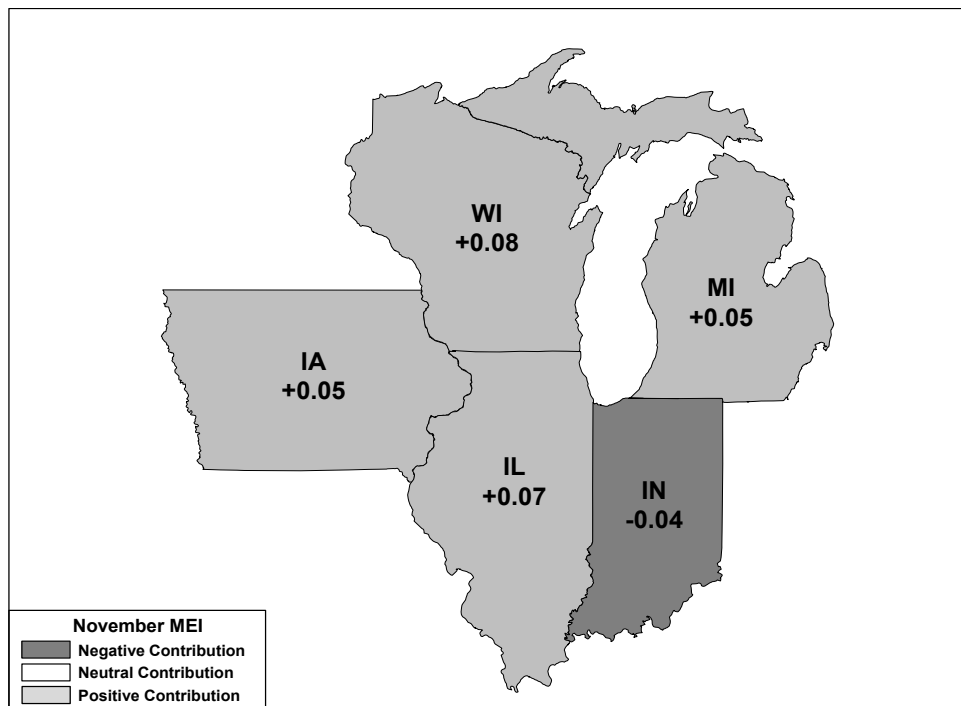 WI
+0.08
MI
+0.05
IA
+0.05
IL
+0.07
IN
-0.04
November MEI
Negative Contribution
Neutral Contribution
Positive Contribution